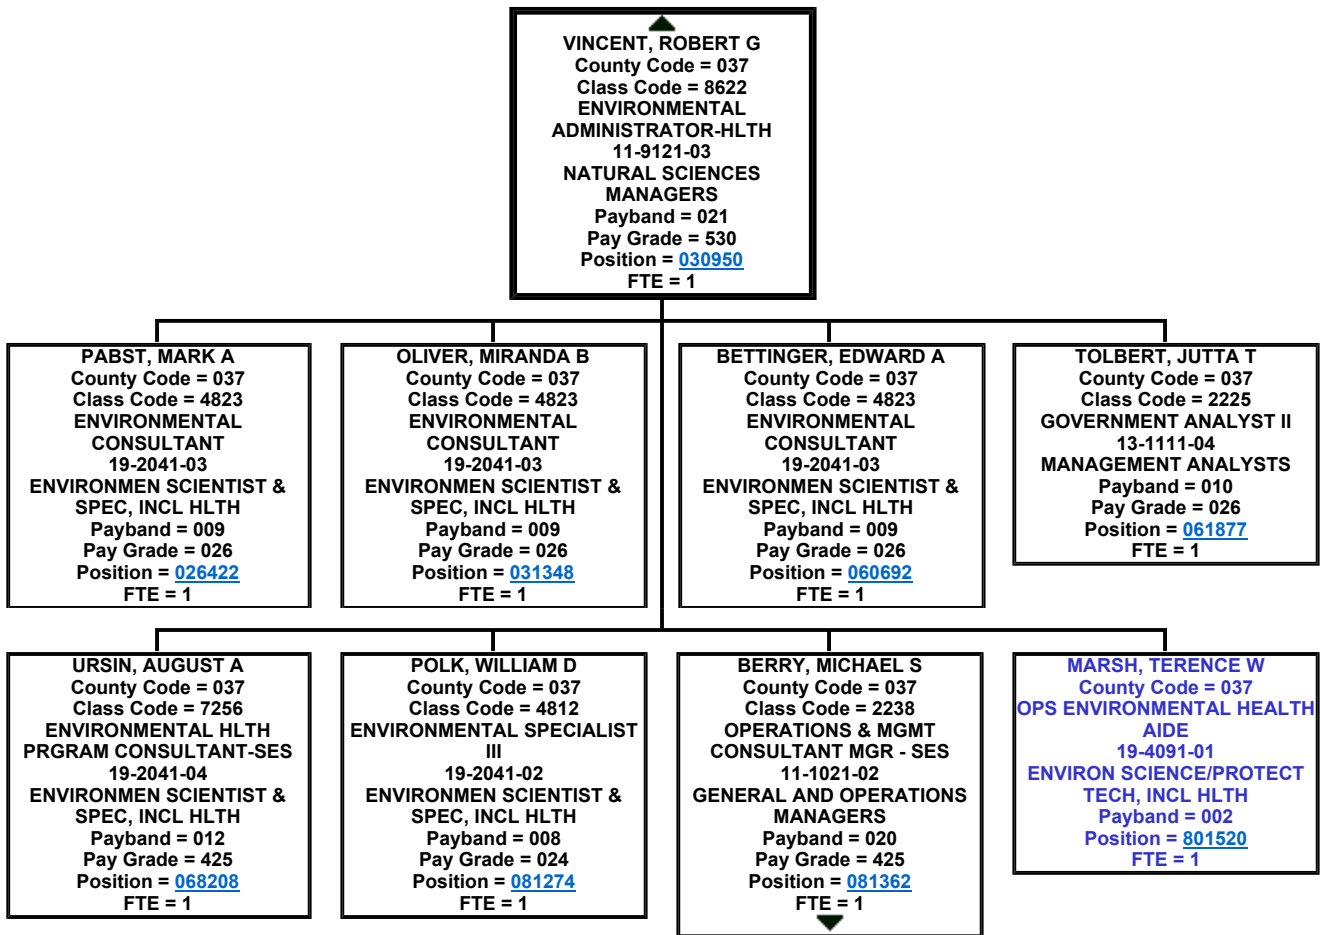 VINCENT, ROBERT G
County Code = 037
Class Code = 8622
ENVIRONMENTAL
ADMINISTRATOR-HLTH
11-9121-03
NATURAL SCIENCES
MANAGERS
Payband = 021
Pay Grade = 530
Position = 030950
FTE = 1
PABST, MARK A
County Code = 037
Class Code = 4823
ENVIRONMENTAL
CONSULTANT
19-2041-03
ENVIRONMEN SCIENTIST &
SPEC, INCL HLTH
Payband = 009
Pay Grade = 026
Position = 026422
FTE = 1
OLIVER, MIRANDA B
County Code = 037
Class Code = 4823
ENVIRONMENTAL
CONSULTANT
19-2041-03
ENVIRONMEN SCIENTIST &
SPEC, INCL HLTH
Payband = 009
Pay Grade = 026
Position = 031348
FTE = 1
BETTINGER, EDWARD A
County Code = 037
Class Code = 4823
ENVIRONMENTAL
CONSULTANT
19-2041-03
ENVIRONMEN SCIENTIST &
SPEC, INCL HLTH
Payband = 009
Pay Grade = 026
Position = 060692
FTE = 1
TOLBERT, JUTTA T
County Code = 037
Class Code = 2225
GOVERNMENT ANALYST II
13-1111-04
MANAGEMENT ANALYSTS
Payband = 010
Pay Grade = 026
Position = 061877
FTE = 1
URSIN, AUGUST A
County Code = 037
Class Code = 7256
ENVIRONMENTAL HLTH
PRGRAM CONSULTANT-SES
19-2041-04
ENVIRONMEN SCIENTIST &
SPEC, INCL HLTH
Payband = 012
Pay Grade = 425
Position = 068208
FTE = 1
POLK, WILLIAM D
County Code = 037
Class Code = 4812
ENVIRONMENTAL SPECIALIST
III
19-2041-02
ENVIRONMEN SCIENTIST &
SPEC, INCL HLTH
Payband = 008
Pay Grade = 024
Position = 081274
FTE = 1
BERRY, MICHAEL S
County Code = 037
Class Code = 2238
OPERATIONS & MGMT
CONSULTANT MGR - SES
11-1021-02
GENERAL AND OPERATIONS
MANAGERS
Payband = 020
Pay Grade = 425
Position = 081362
FTE = 1
MARSH, TERENCE W
County Code = 037
OPS ENVIRONMENTAL HEALTH
AIDE
19-4091-01
ENVIRON SCIENCE/PROTECT
TECH, INCL HLTH
Payband = 002
Position = 801520
FTE = 1